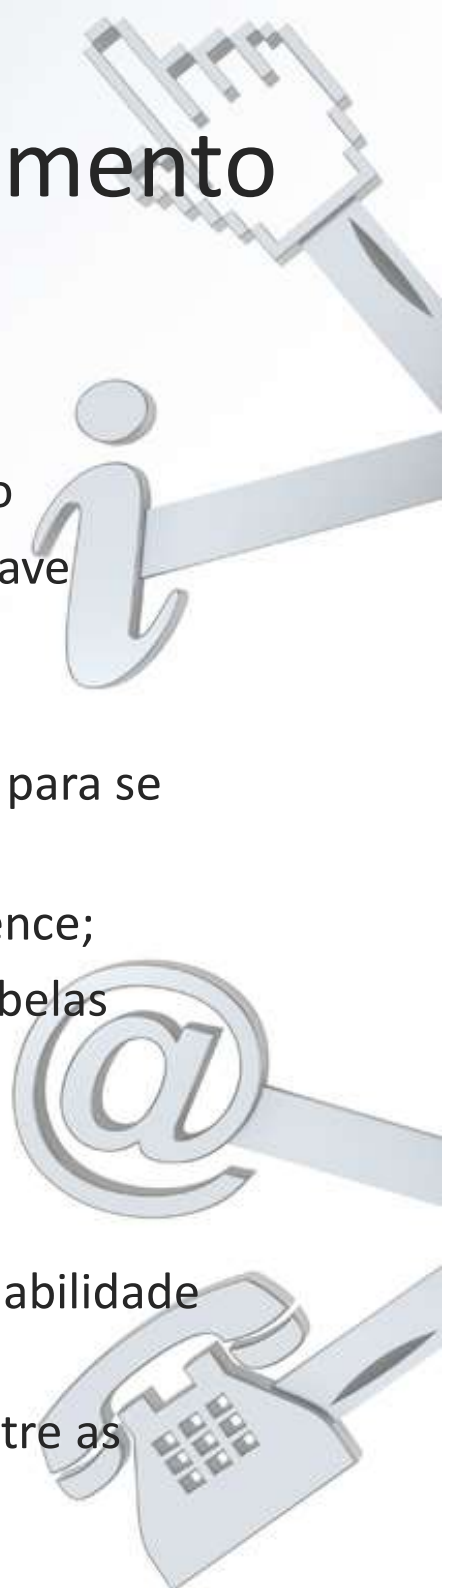 mento
o
ave
para se
ence;
belas
abilidade
tre as